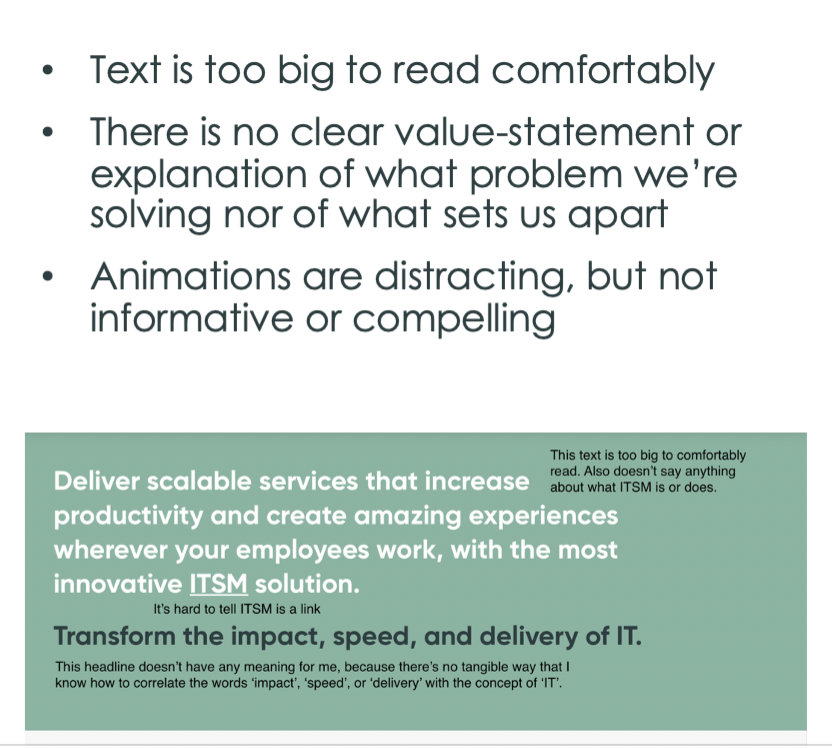 • Text is too big to read comfortably
• There is no clear value-statement or
explanation of what problem we're
solving nor of what sets us apart
• Animations are distracting, but not
informative or compelling
This text is too big to comfortably
read. Also doesn't say anything
about what ITSM is or does.
Deliver scalable services that increase
productivity and create amazing experiences
wherever your employees work, with the most
innovative ITSM solution.
It's hard to tell ITSM is a link
Transform the impact, speed, and delivery of IT.
This headline doesn't have any meaning for me, because there's no tangible way that I
know how to correlate the words 'impact', 'speed', or 'delivery' with the concept of 'IT'.